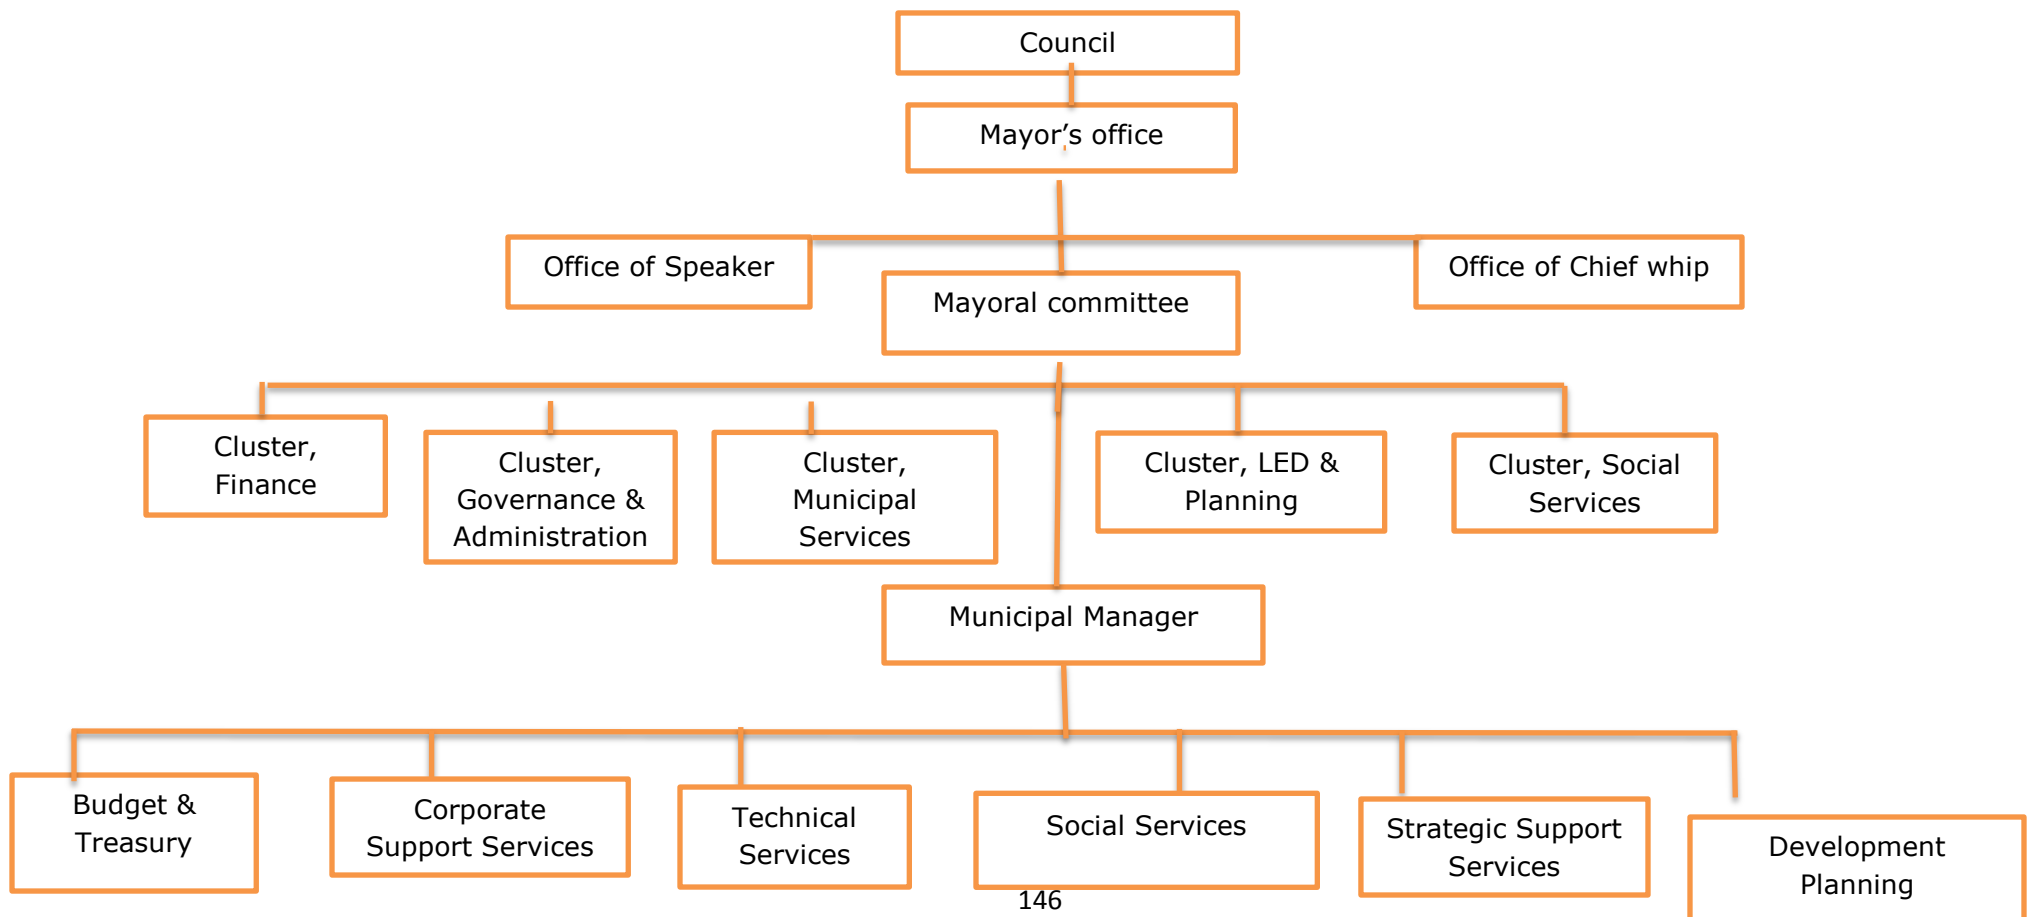 Council
Mayor's office
Office of Speaker
Office of Chief whip
Mayoral committee
Cluster,
Finance
Cluster,
Governance &
Administration
Cluster,
Municipal
Services
Cluster, LED &
Planning
Cluster, Social
Services
Municipal Manager
Budget &
Treasury
Corporate
Support Services
Technical
Services
Social Services
Strategic Support
Services
Development
Planning
146